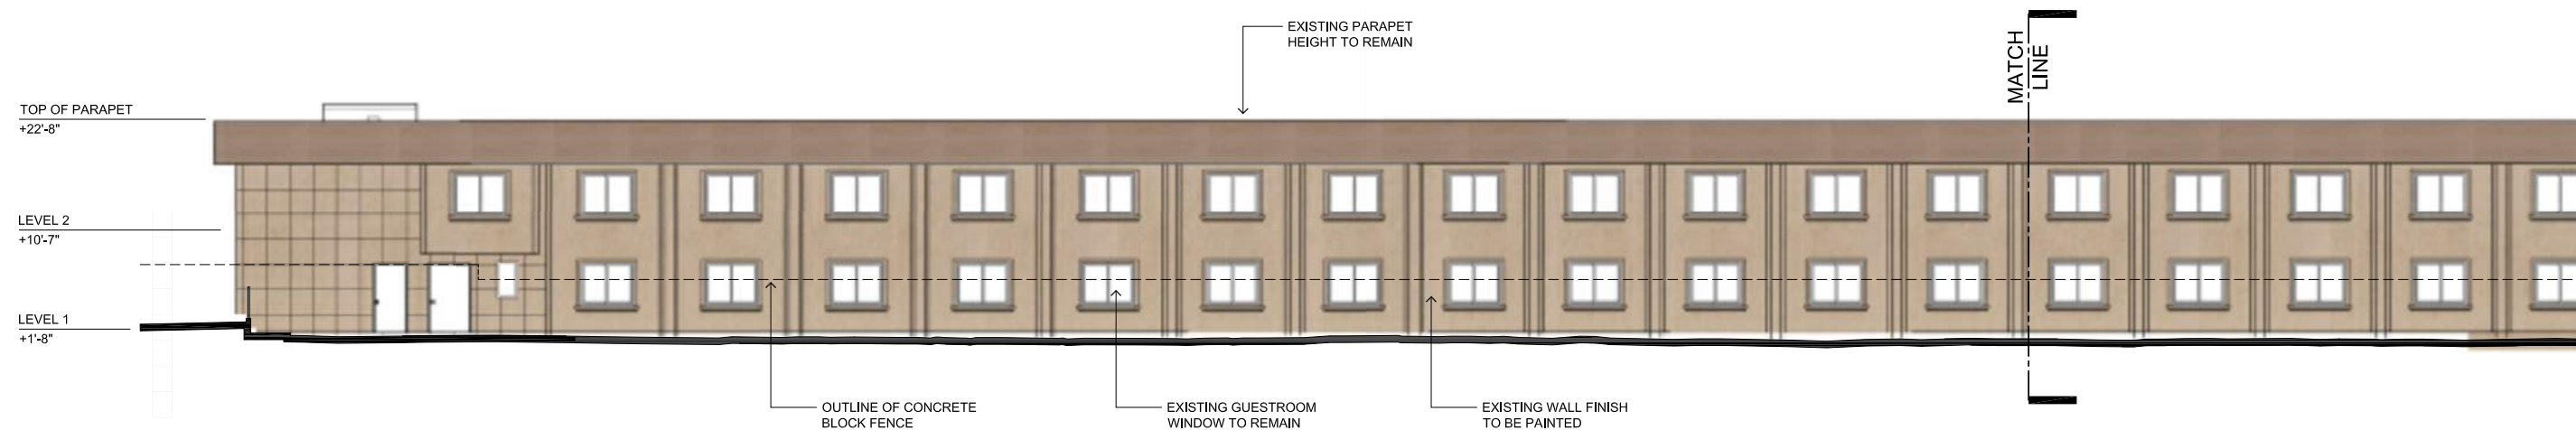 EXISTING PARAPET
HEIGHT TO REMAIN
MATCH
LINE
TOP OF PARAPET
+22'-8"
LEVEL 2
+10'-7"
LEVEL 1
+1'-8"
OUTLINE OF CONCRETE
BLOCK FENCE
EXISTING GUESTROOM
WINDOW TO REMAIN
EXISTING WALL FINISH
TO BE PAINTED